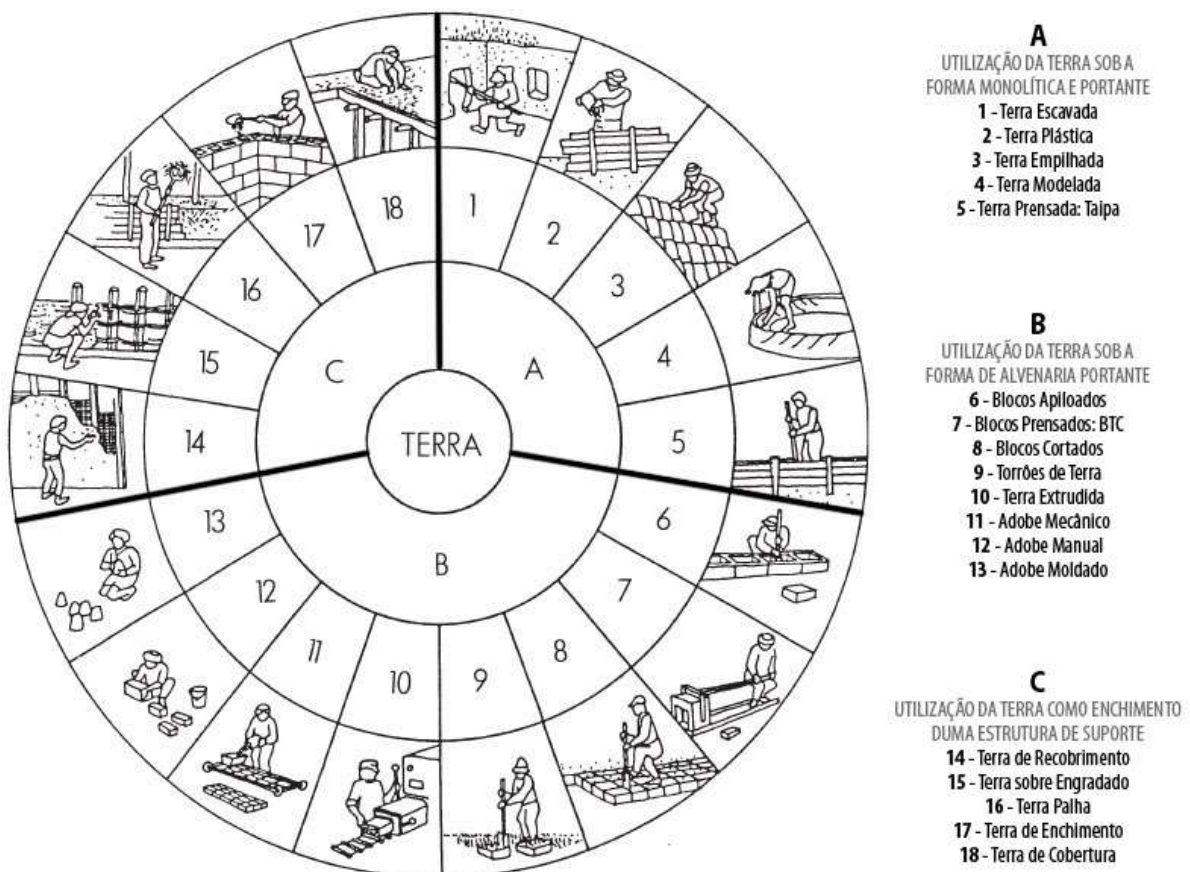 TERRA
A
B
C
1
2
3
4
5
6
7
8
9
10
11
12
13
14
15
16
17
18
A
UTILIZAÇÃO DA TERRA SOB A
FORMA MONOLÍTICA E PORTANTE
1 - Terra Escavada
2 - Terra Plástica
3 - Terra Empilhada
4 - Terra Modelada
5 - Terra Prensada: Taipa
B
UTILIZAÇÃO DA TERRA SOB A
FORMA DE ALVENARIA PORTANTE
6 - Blocos Apiloados
7 - Blocos Prensados: BTC
8 - Blocos Cortados
9 - Torrões de Terra
10 - Terra Extrudida
11 - Adobe Mecânico
12 - Adobe Manual
13 - Adobe Moldado
C
UTILIZAÇÃO DA TERRA COMO ENCHIMENTO
DUMA ESTRUTURA DE SUPORTE
14 - Terra de Recobrimento
15 - Terra sobre Engradado
16 - Terra Palha
17 - Terra de Enchimento
18 - Terra de Cobertura